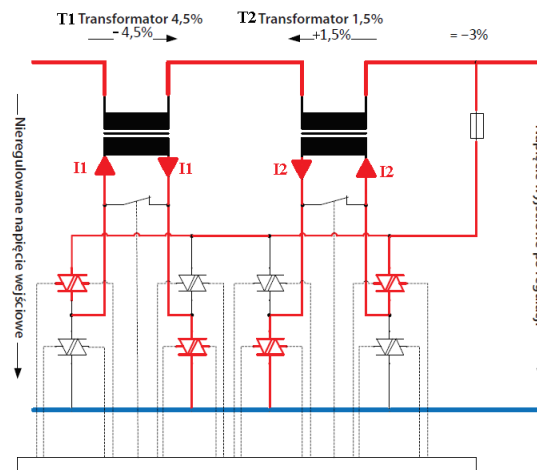 T1 Transformator 4,5%
T2 Transformator 1,5%
– 4,5%
+1,5%
= –3%
I1
I1
I2
I2
Nieregulowane napięcie wejściowe